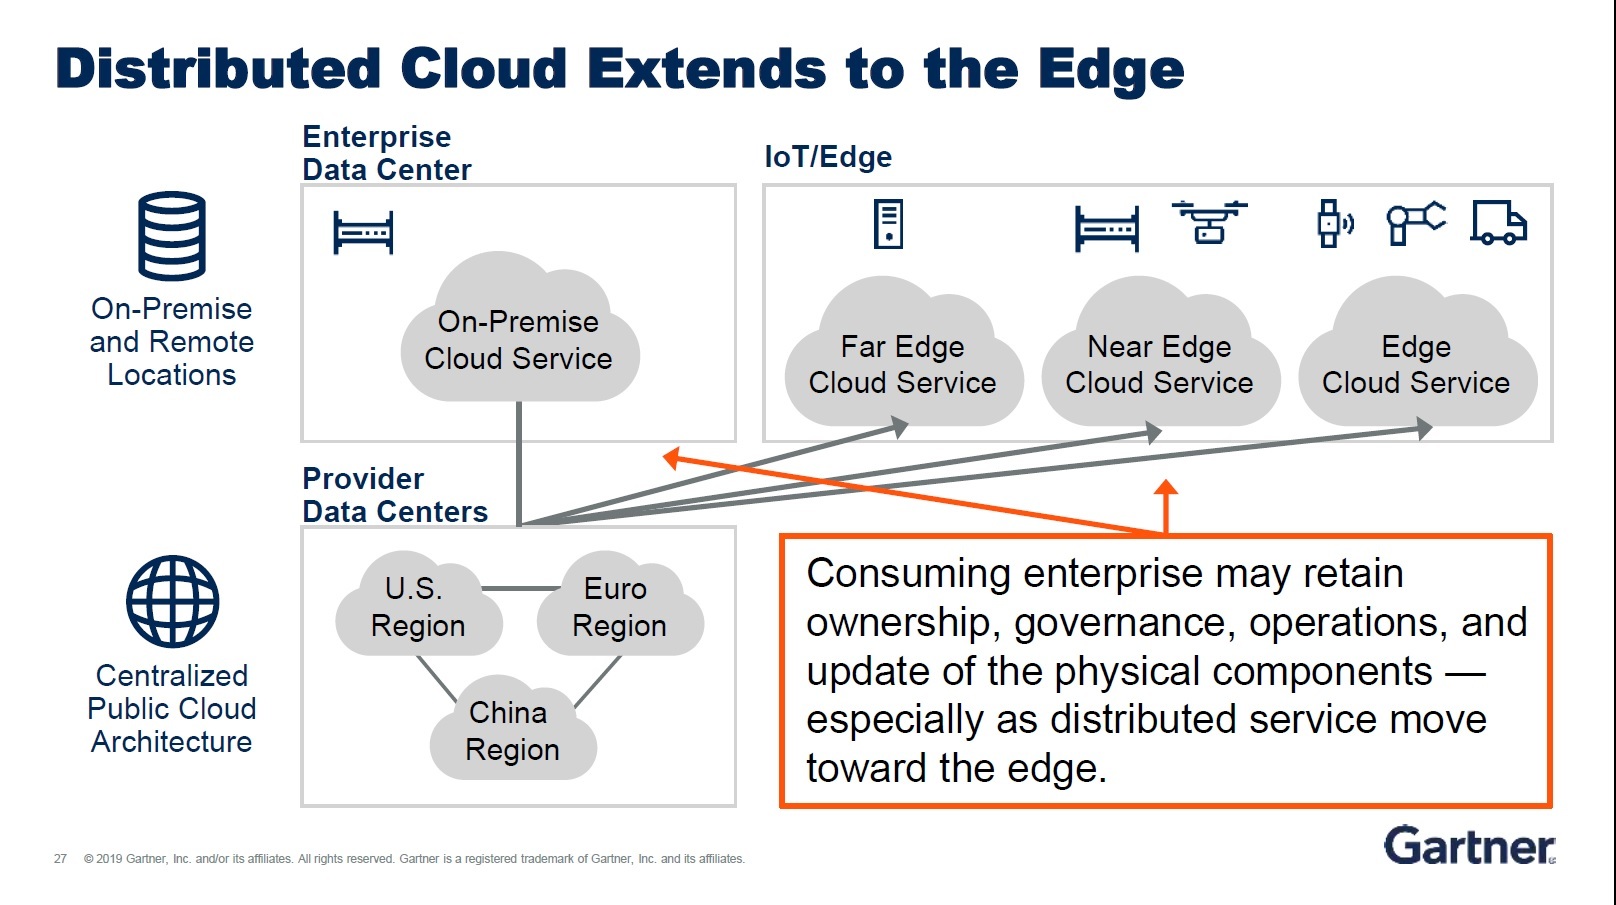 Distributed Cloud Extends to the Edge
Enterprise
Data Center
IoT/Edge
On-Premise
and Remote
Locations
On-Premise
Cloud Service
Far Edge
Cloud Service
Near Edge
Cloud Service
Edge
Cloud Service
Provider
Data Centers
Centralized
Public Cloud
Architecture
U.S.
Region
Euro
Region
China
Region
Consuming enterprise may retain
ownership, governance, operations, and
update of the physical components —
especially as distributed service move
toward the edge.
27 © 2019 Gartner, Inc. and/or its affiliates. All rights reserved. Gartner is a registered trademark of Gartner, Inc. and its affiliates.
Gartner